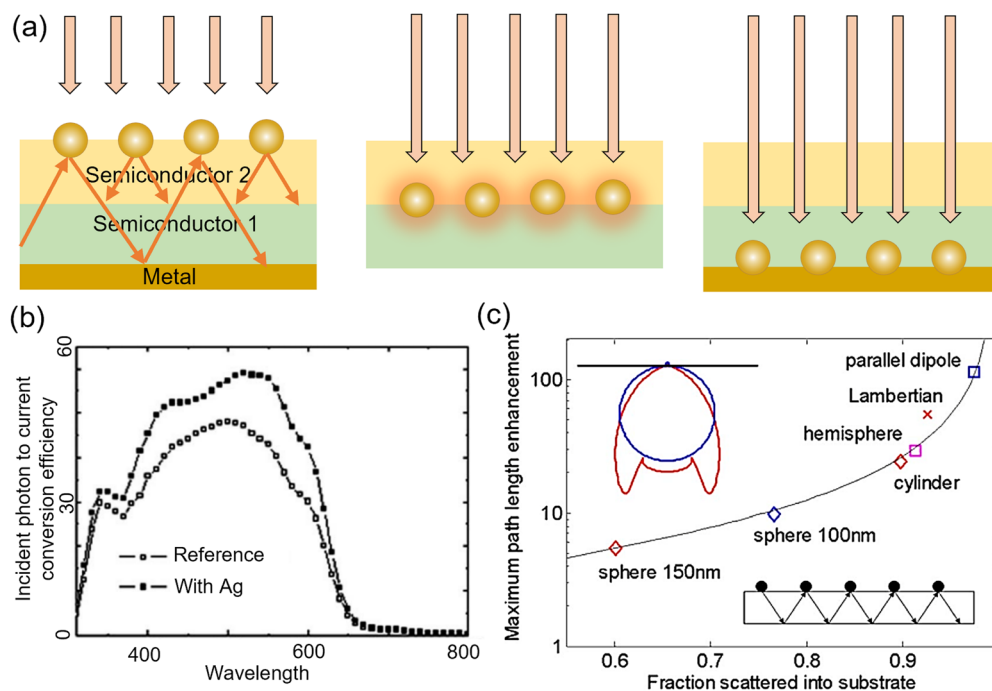 (a)
Semiconductor 2
Semiconductor 1
Metal
(b)
Incident photon to current
conversion efficiency
60
30
0
Reference
With Ag
400
600
800
Wavelength
(c)
Maximum path length enhancement
100
10
1
parallel dipole
Lambertian
hemisphere
cylinder
sphere 100nm
sphere 150nm
0.6
0.7
0.8
0.9
Fraction scattered into substrate